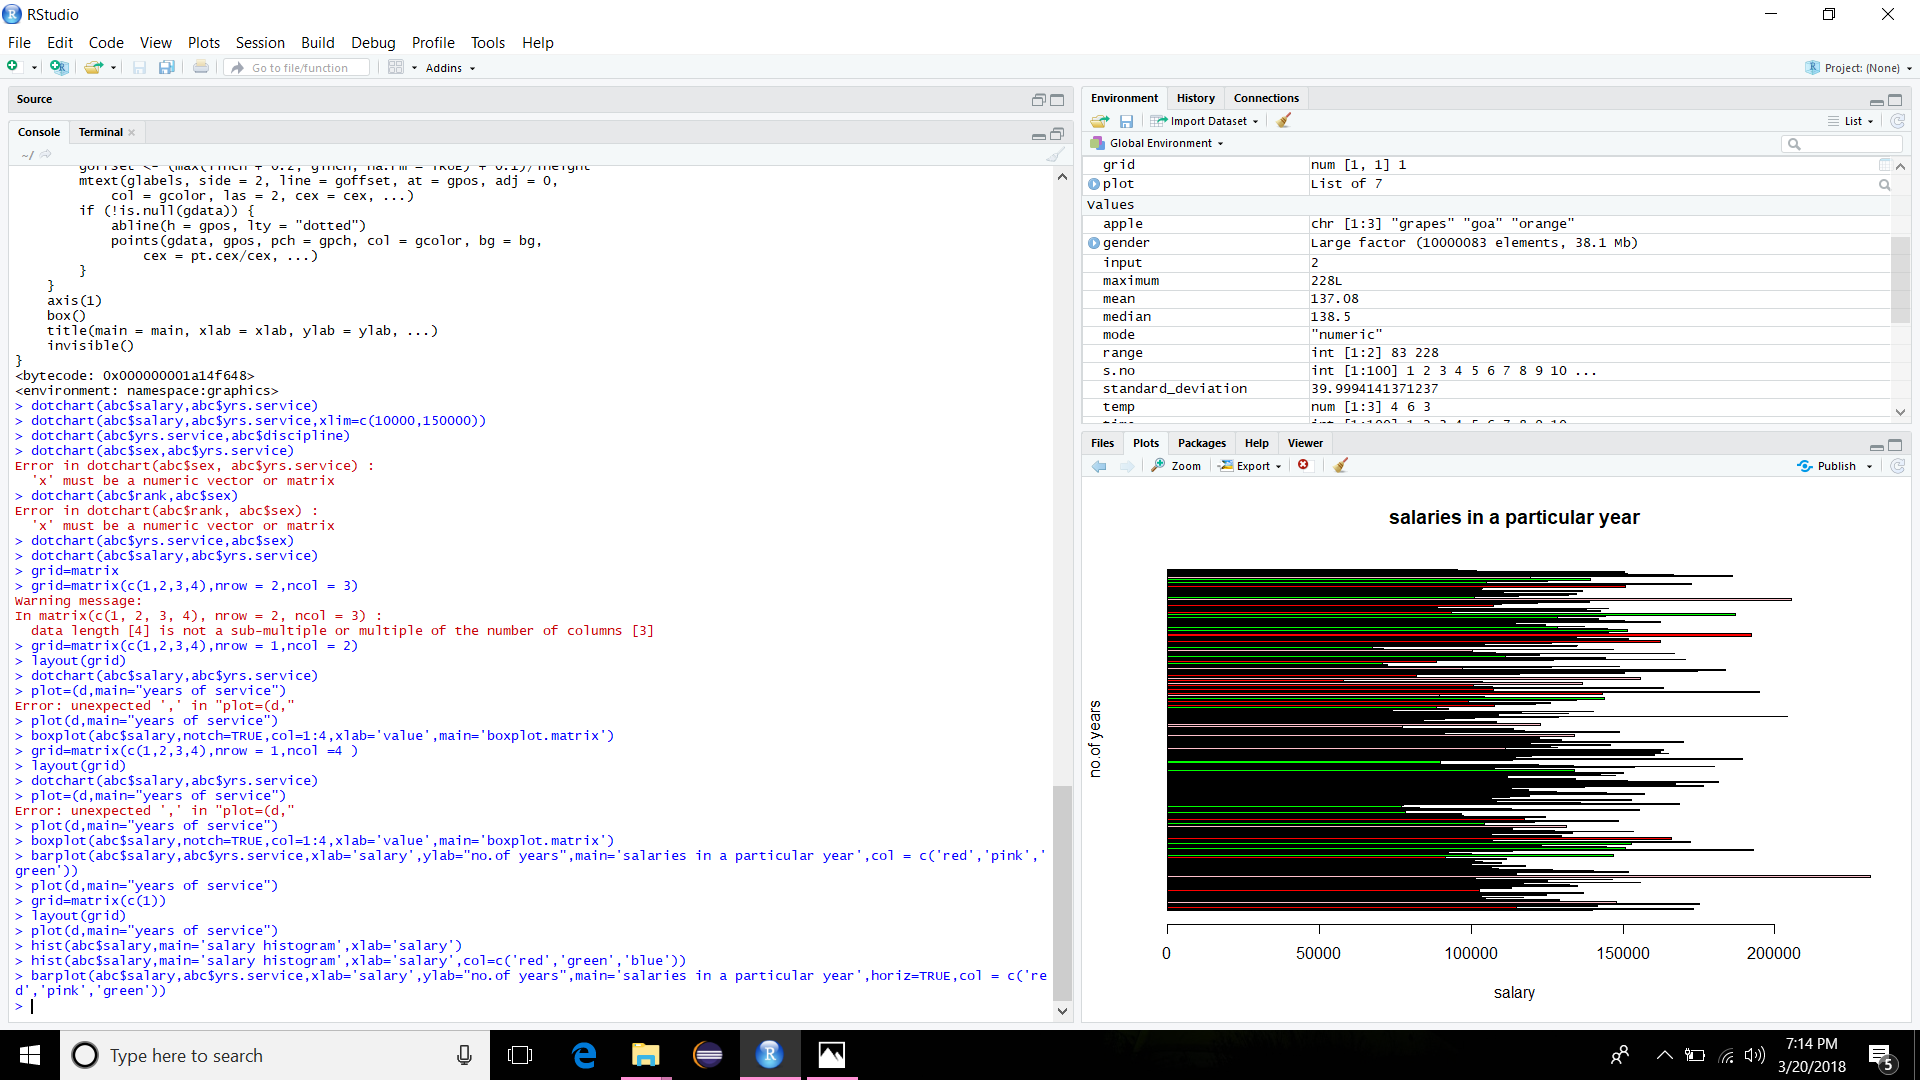 RStudio
File Edit Code View Plots Session Build Debug Profile Tools Help
Go to file/function Addins Project: (None)
Source
Console Terminal
~/
mtext(glabels, side = 2, line = goffset, at = gpos, adj = 0,
col = gcolor, las = 2, cex = cex, ...)
if (!is.null(gdata)) {
abline(h = gpos, lty = "dotted")
points(gdata, gpos, pch = gpch, col = gcolor, bg = bg,
cex = pt.cex/cex, ...)
}
}
axis(1)
box()
title(main = main, xlab = xlab, ylab = ylab, ...)
invisible()
}
<bytecode: 0x000000001a14f648>
<environment: namespace:graphics>
> dotchart(abc$salary,abc$yrs.service)
> dotchart(abc$salary,abc$yrs.service,xlim=c(10000,150000))
> dotchart(abc$yrs.service,abc$discipline)
> dotchart(abc$sex,abc$yrs.service)
Error in dotchart(abc$sex, abc$yrs.service) :
'x' must be a numeric vector or matrix
> dotchart(abc$rank,abc$sex)
Error in dotchart(abc$rank, abc$sex) :
'x' must be a numeric vector or matrix
> dotchart(abc$yrs.service,abc$sex)
> dotchart(abc$salary,abc$yrs.service)
> grid=matrix
> grid=matrix(c(1,2,3,4),nrow = 2,ncol = 3)
Warning message:
In matrix(c(1, 2, 3, 4), nrow = 2, ncol = 3) :
data length [4] is not a sub-multiple or multiple of the number of columns [3]
> grid=matrix(c(1,2,3,4),nrow = 1,ncol = 2)
> layout(grid)
> dotchart(abc$salary,abc$yrs.service)
> plot=(d,main="years of service")
Error: unexpected ',' in "plot=(d,"
> plot(d,main="years of service")
> boxplot(abc$salary,notch=TRUE,col=1:4,xlab='value',main='boxplot.matrix')
> grid=matrix(c(1,2,3,4),nrow = 1,ncol =4 )
> layout(grid)
> dotchart(abc$salary,abc$yrs.service)
> plot=(d,main="years of service")
Error: unexpected ',' in "plot=(d,"
> plot(d,main="years of service")
> boxplot(abc$salary,notch=TRUE,col=1:4,xlab='value',main='boxplot.matrix')
> barplot(abc$salary,abc$yrs.service,xlab='salary',ylab="no.of years",main='salaries in a particular year',col = c('red','pink','
green'))
> plot(d,main="years of service")
> grid=matrix(c(1))
> layout(grid)
> plot(d,main="years of service")
> hist(abc$salary,main='salary histogram',xlab='salary')
> hist(abc$salary,main='salary histogram',xlab='salary',col=c('red','green','blue'))
> barplot(abc$salary,abc$yrs.service,xlab='salary',ylab="no.of years",main='salaries in a particular year',horiz=TRUE,col = c('re
d','pink','green'))
>
Environment History Connections
Import Dataset List
Global Environment
grid num [1, 1] 1
plot List of 7
Values
apple chr [1:3] "grapes" "goa" "orange"
gender Large factor (10000083 elements, 38.1 Mb)
input 2
maximum 228L
mean 137.08
median 138.5
mode "numeric"
range int [1:2] 83 228
s.no int [1:100] 1 2 3 4 5 6 7 8 9 10 ...
standard_deviation 39.9994141371237
temp num [1:3] 4 6 3
Files Plots Packages Help Viewer
Zoom Export Publish
salaries in a particular year
no.of years
0 50000 100000 150000 200000
salary
Type here to search
7:14 PM
3/20/2018
5